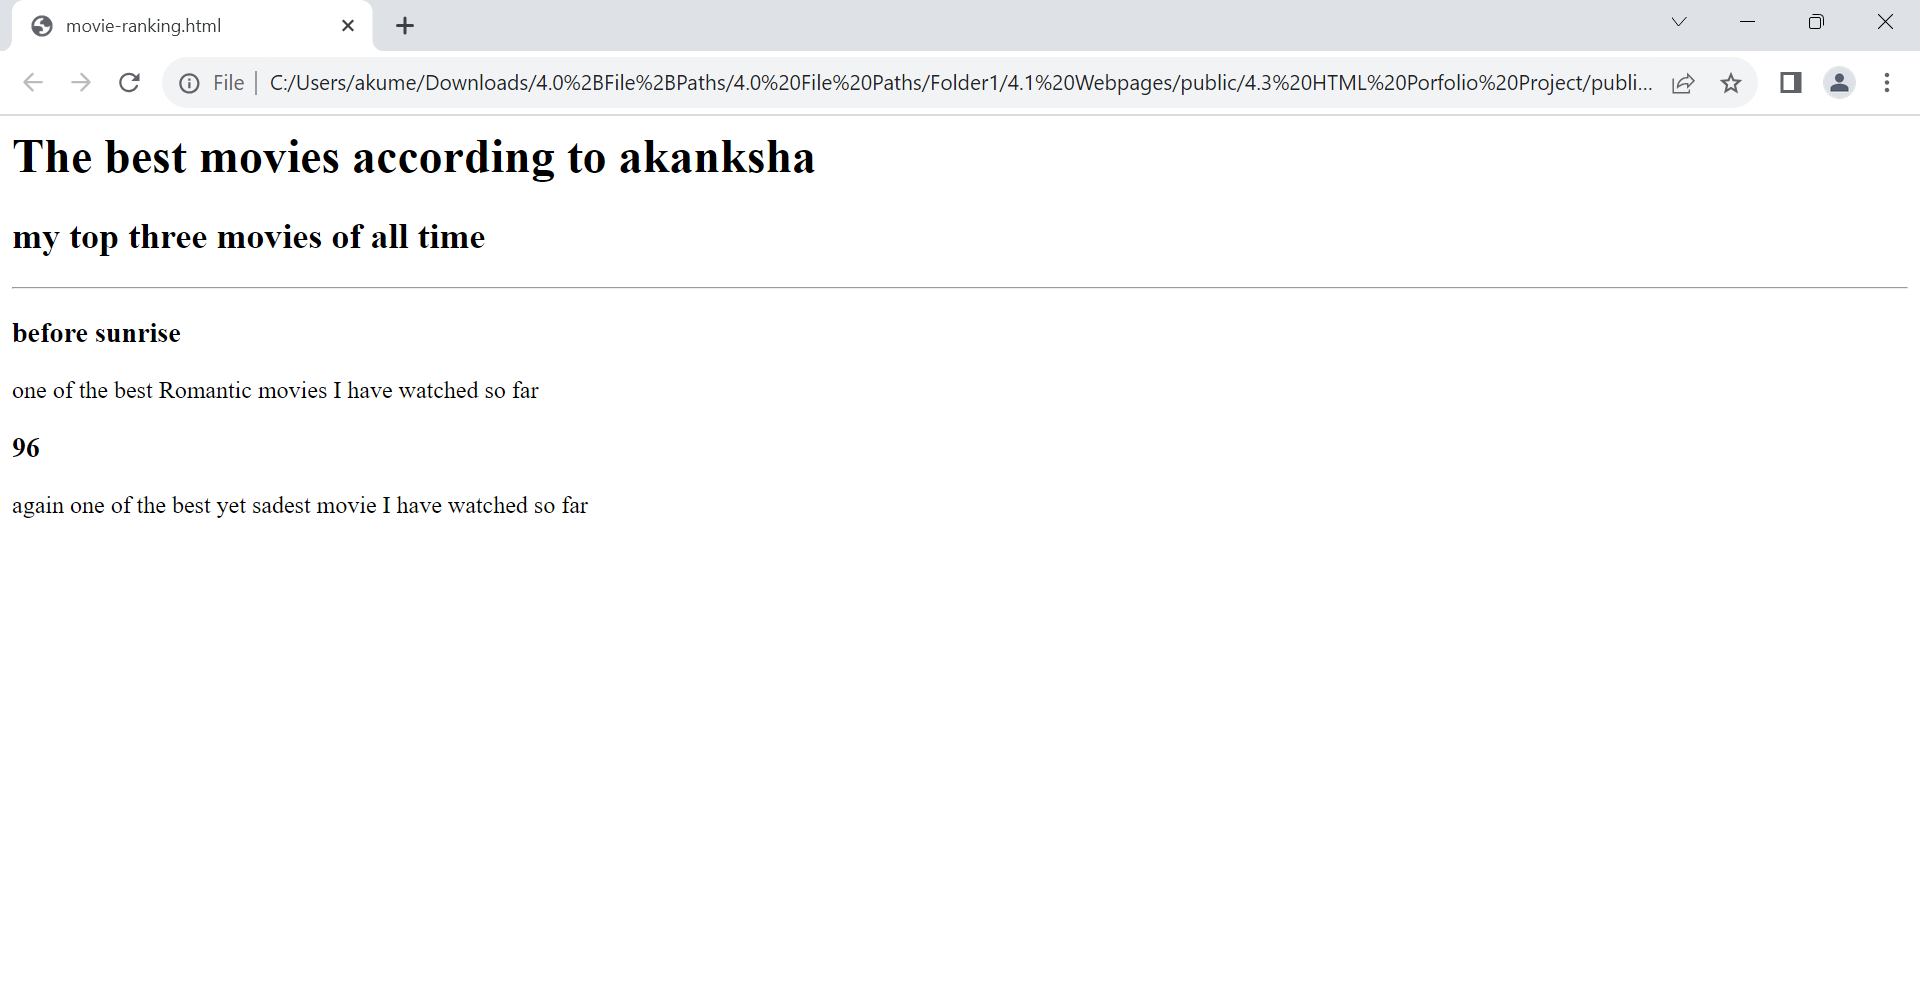 movie-ranking.html
File | C:/Users/akume/Downloads/4.0%2BFile%2BPaths/4.0%20File%20Paths/Folder1/4.1%20Webpages/public/4.3%20HTML%20Porfolio%20Project/publi...
The best movies according to akanksha
my top three movies of all time
before sunrise
one of the best Romantic movies I have watched so far
96
again one of the best yet sadest movie I have watched so far